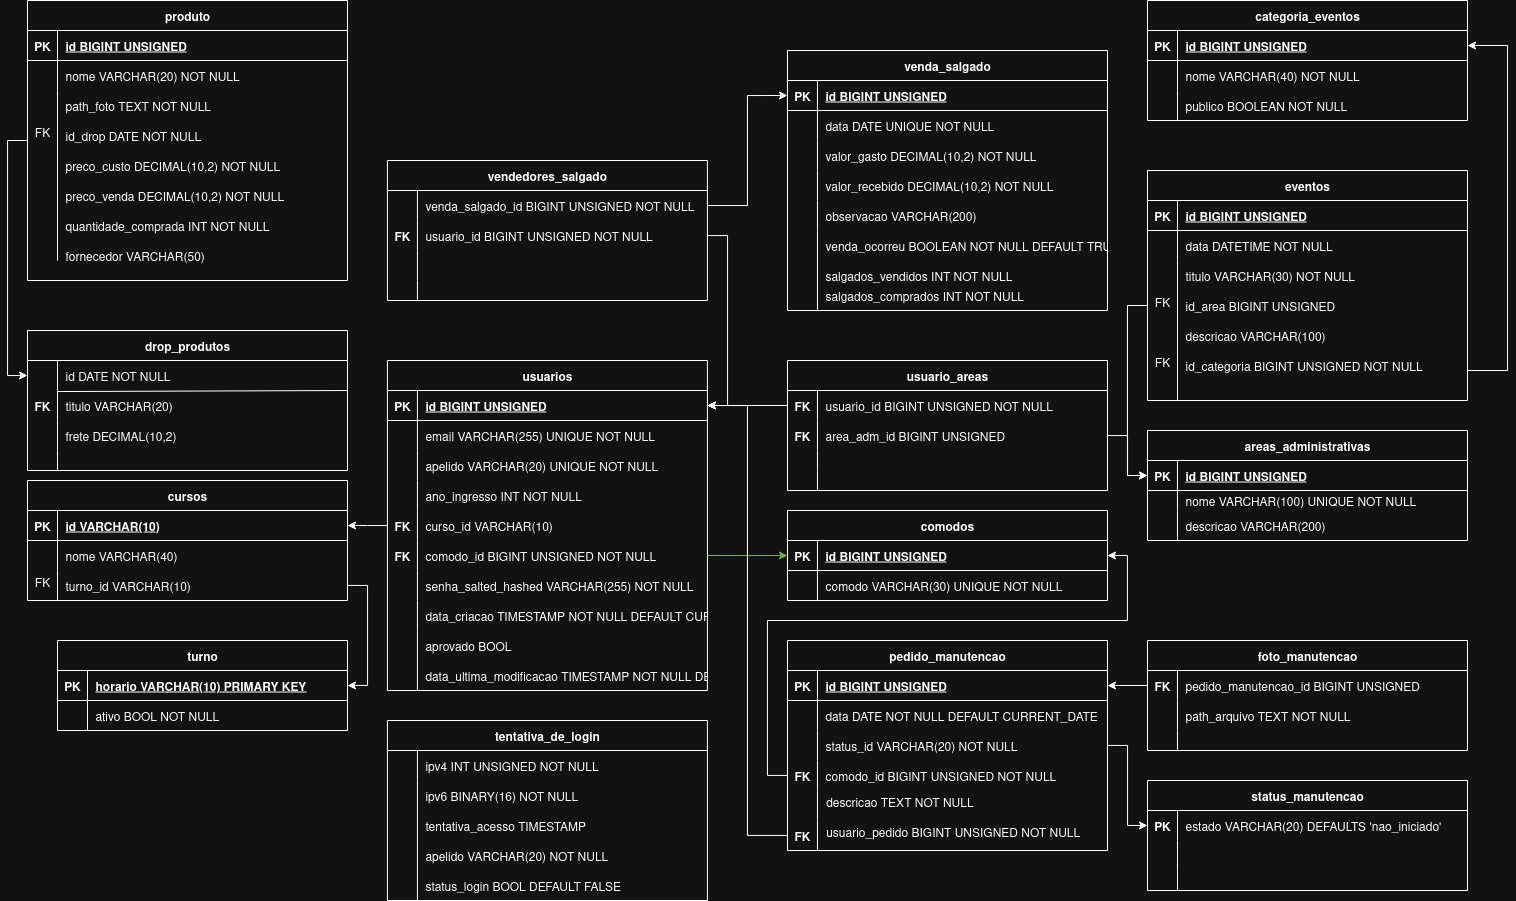 produto
PK id BIGINT UNSIGNED
nome VARCHAR(20) NOT NULL
path_foto TEXT NOT NULL
FK id_drop DATE NOT NULL
preco_custo DECIMAL(10,2) NOT NULL
preco_venda DECIMAL(10,2) NOT NULL
quantidade_comprada INT NOT NULL
fornecedor VARCHAR(50)
drop_produtos
id DATE NOT NULL
FK titulo VARCHAR(20)
frete DECIMAL(10,2)
cursos
PK id VARCHAR(10)
nome VARCHAR(40)
FK turno_id VARCHAR(10)
turno
PK horario VARCHAR(10) PRIMARY KEY
ativo BOOL NOT NULL
vendedores_salgado
venda_salgado_id BIGINT UNSIGNED NOT NULL
FK usuario_id BIGINT UNSIGNED NOT NULL
usuarios
PK id BIGINT UNSIGNED
email VARCHAR(255) UNIQUE NOT NULL
apelido VARCHAR(20) UNIQUE NOT NULL
ano_ingresso INT NOT NULL
FK curso_id VARCHAR(10)
FK comodo_id BIGINT UNSIGNED NOT NULL
senha_salted_hashed VARCHAR(255) NOT NULL
data_criacao TIMESTAMP NOT NULL DEFAULT CUR
aprovado BOOL
data_ultima_modificacao TIMESTAMP NOT NULL DE
tentativa_de_login
ipv4 INT UNSIGNED NOT NULL
ipv6 BINARY(16) NOT NULL
tentativa_acesso TIMESTAMP
apelido VARCHAR(20) NOT NULL
status_login BOOL DEFAULT FALSE
venda_salgado
PK id BIGINT UNSIGNED
data DATE UNIQUE NOT NULL
valor_gasto DECIMAL(10,2) NOT NULL
valor_recebido DECIMAL(10,2) NOT NULL
observacao VARCHAR(200)
venda_ocorreu BOOLEAN NOT NULL DEFAULT TRU
salgados_vendidos INT NOT NULL
salgados_comprados INT NOT NULL
usuario_areas
FK usuario_id BIGINT UNSIGNED NOT NULL
FK area_adm_id BIGINT UNSIGNED
comodos
PK id BIGINT UNSIGNED
comodo VARCHAR(30) UNIQUE NOT NULL
pedido_manutencao
PK id BIGINT UNSIGNED
data DATE NOT NULL DEFAULT CURRENT_DATE
status_id VARCHAR(20) NOT NULL
FK comodo_id BIGINT UNSIGNED NOT NULL
descricao TEXT NOT NULL
FK usuario_pedido BIGINT UNSIGNED NOT NULL
categoria_eventos
PK id BIGINT UNSIGNED
nome VARCHAR(40) NOT NULL
publico BOOLEAN NOT NULL
eventos
PK id BIGINT UNSIGNED
data DATETIME NOT NULL
titulo VARCHAR(30) NOT NULL
FK id_area BIGINT UNSIGNED
descricao VARCHAR(100)
FK id_categoria BIGINT UNSIGNED NOT NULL
areas_administrativas
PK id BIGINT UNSIGNED
nome VARCHAR(100) UNIQUE NOT NULL
descricao VARCHAR(200)
foto_manutencao
FK pedido_manutencao_id BIGINT UNSIGNED
path_arquivo TEXT NOT NULL
status_manutencao
PK estado VARCHAR(20) DEFAULTS 'nao_iniciado'